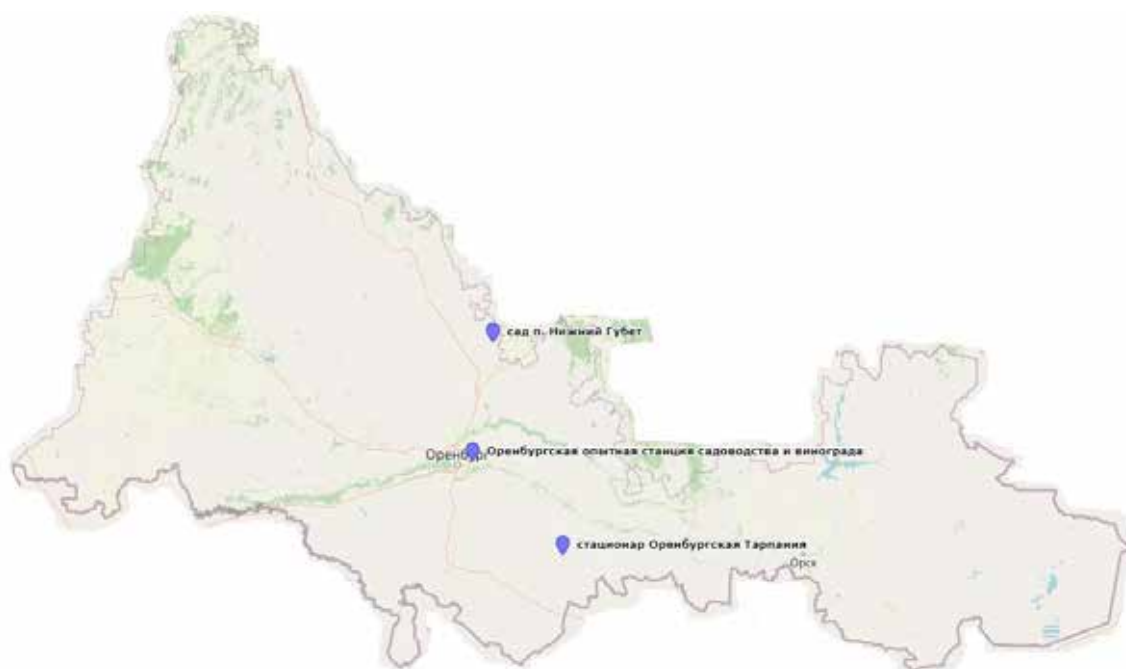 сад п. Нижний Губет
Оренбург
Оренбургская опытная станция садоводства и винограда
стационар Оренбургская Тарпания
Орск